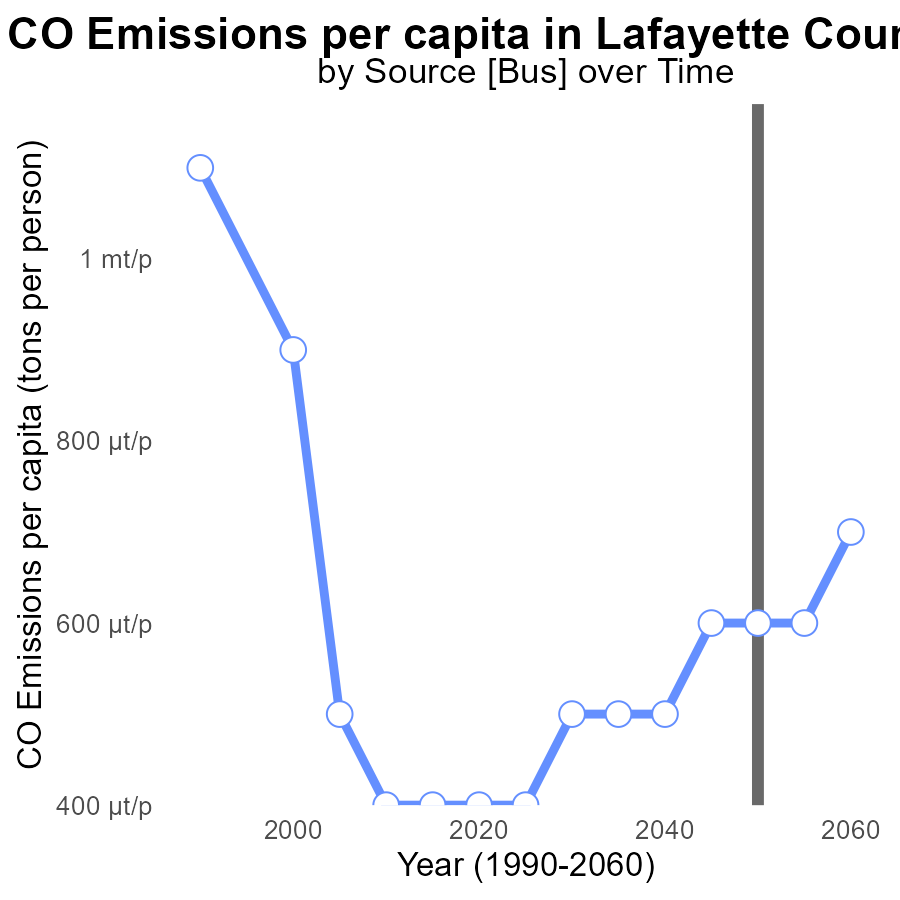 CO Emissions per capita in Lafayette Cour
by Source [Bus] over Time
CO Emissions per capita (tons per person)
1 mt/p
800 µt/p
600 µt/p
400 µt/p
2000 2020 2040 2060
Year (1990-2060)